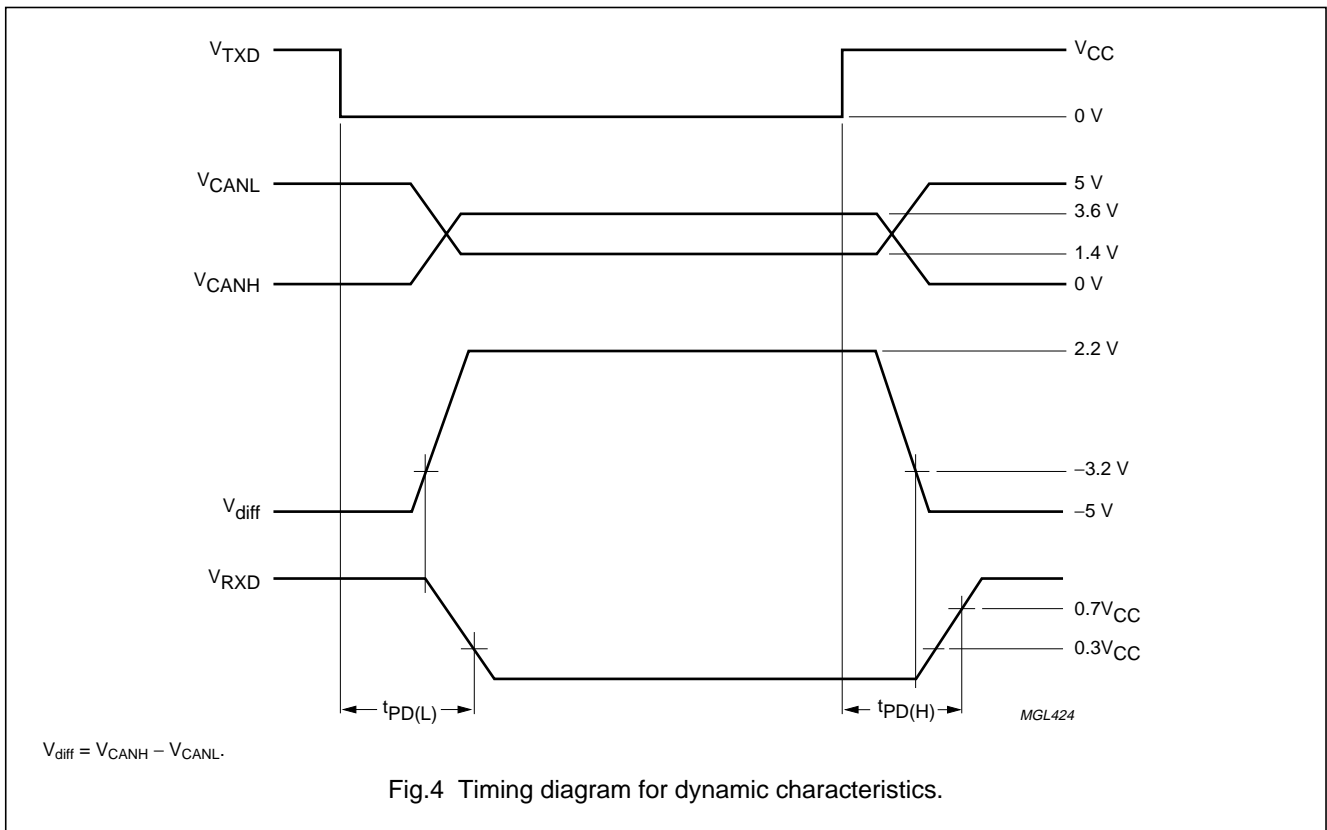 VTXD
VCC
0 V
VCANL
5 V
3.6 V
1.4 V
VCANH
0 V
2.2 V
−3.2 V
Vdiff
−5 V
VRXD
0.7VCC
0.3VCC
tPD(L)
tPD(H)
MGL424
Vdiff = VCANH − VCANL.
Fig.4 Timing diagram for dynamic characteristics.